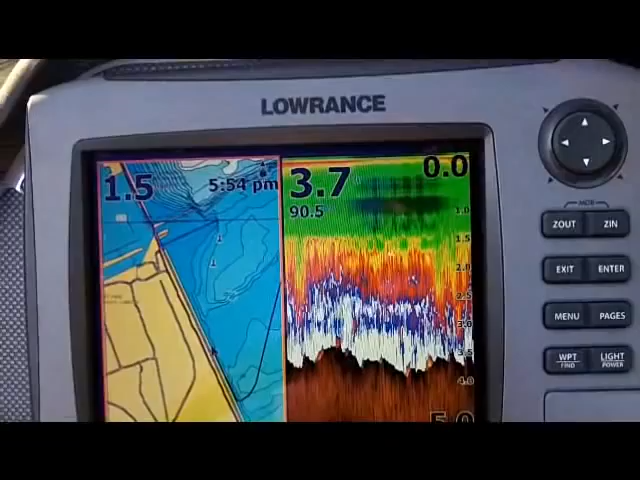 LOWRANCE
1.5
5:54 pm
3.7
90.5
0.0
1.0
1.5
2.0
2.5
3.0
3.5
4.0
5.0
MOB
ZOUT ZIN
EXIT ENTER
MENU PAGES
WPT LIGHT
FIND POWER